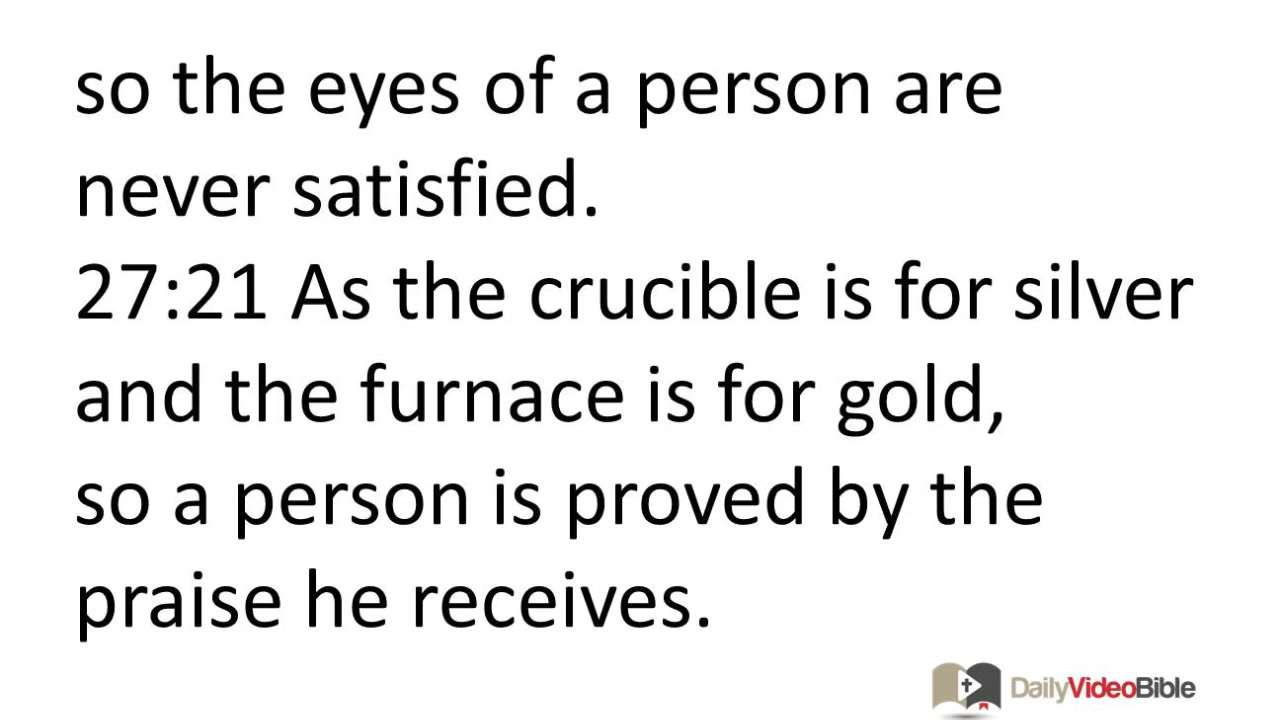 so the eyes of a person are
never satisfied.
27:21 As the crucible is for silver
and the furnace is for gold,
so a person is proved by the
praise he receives.
DailyVideoBible